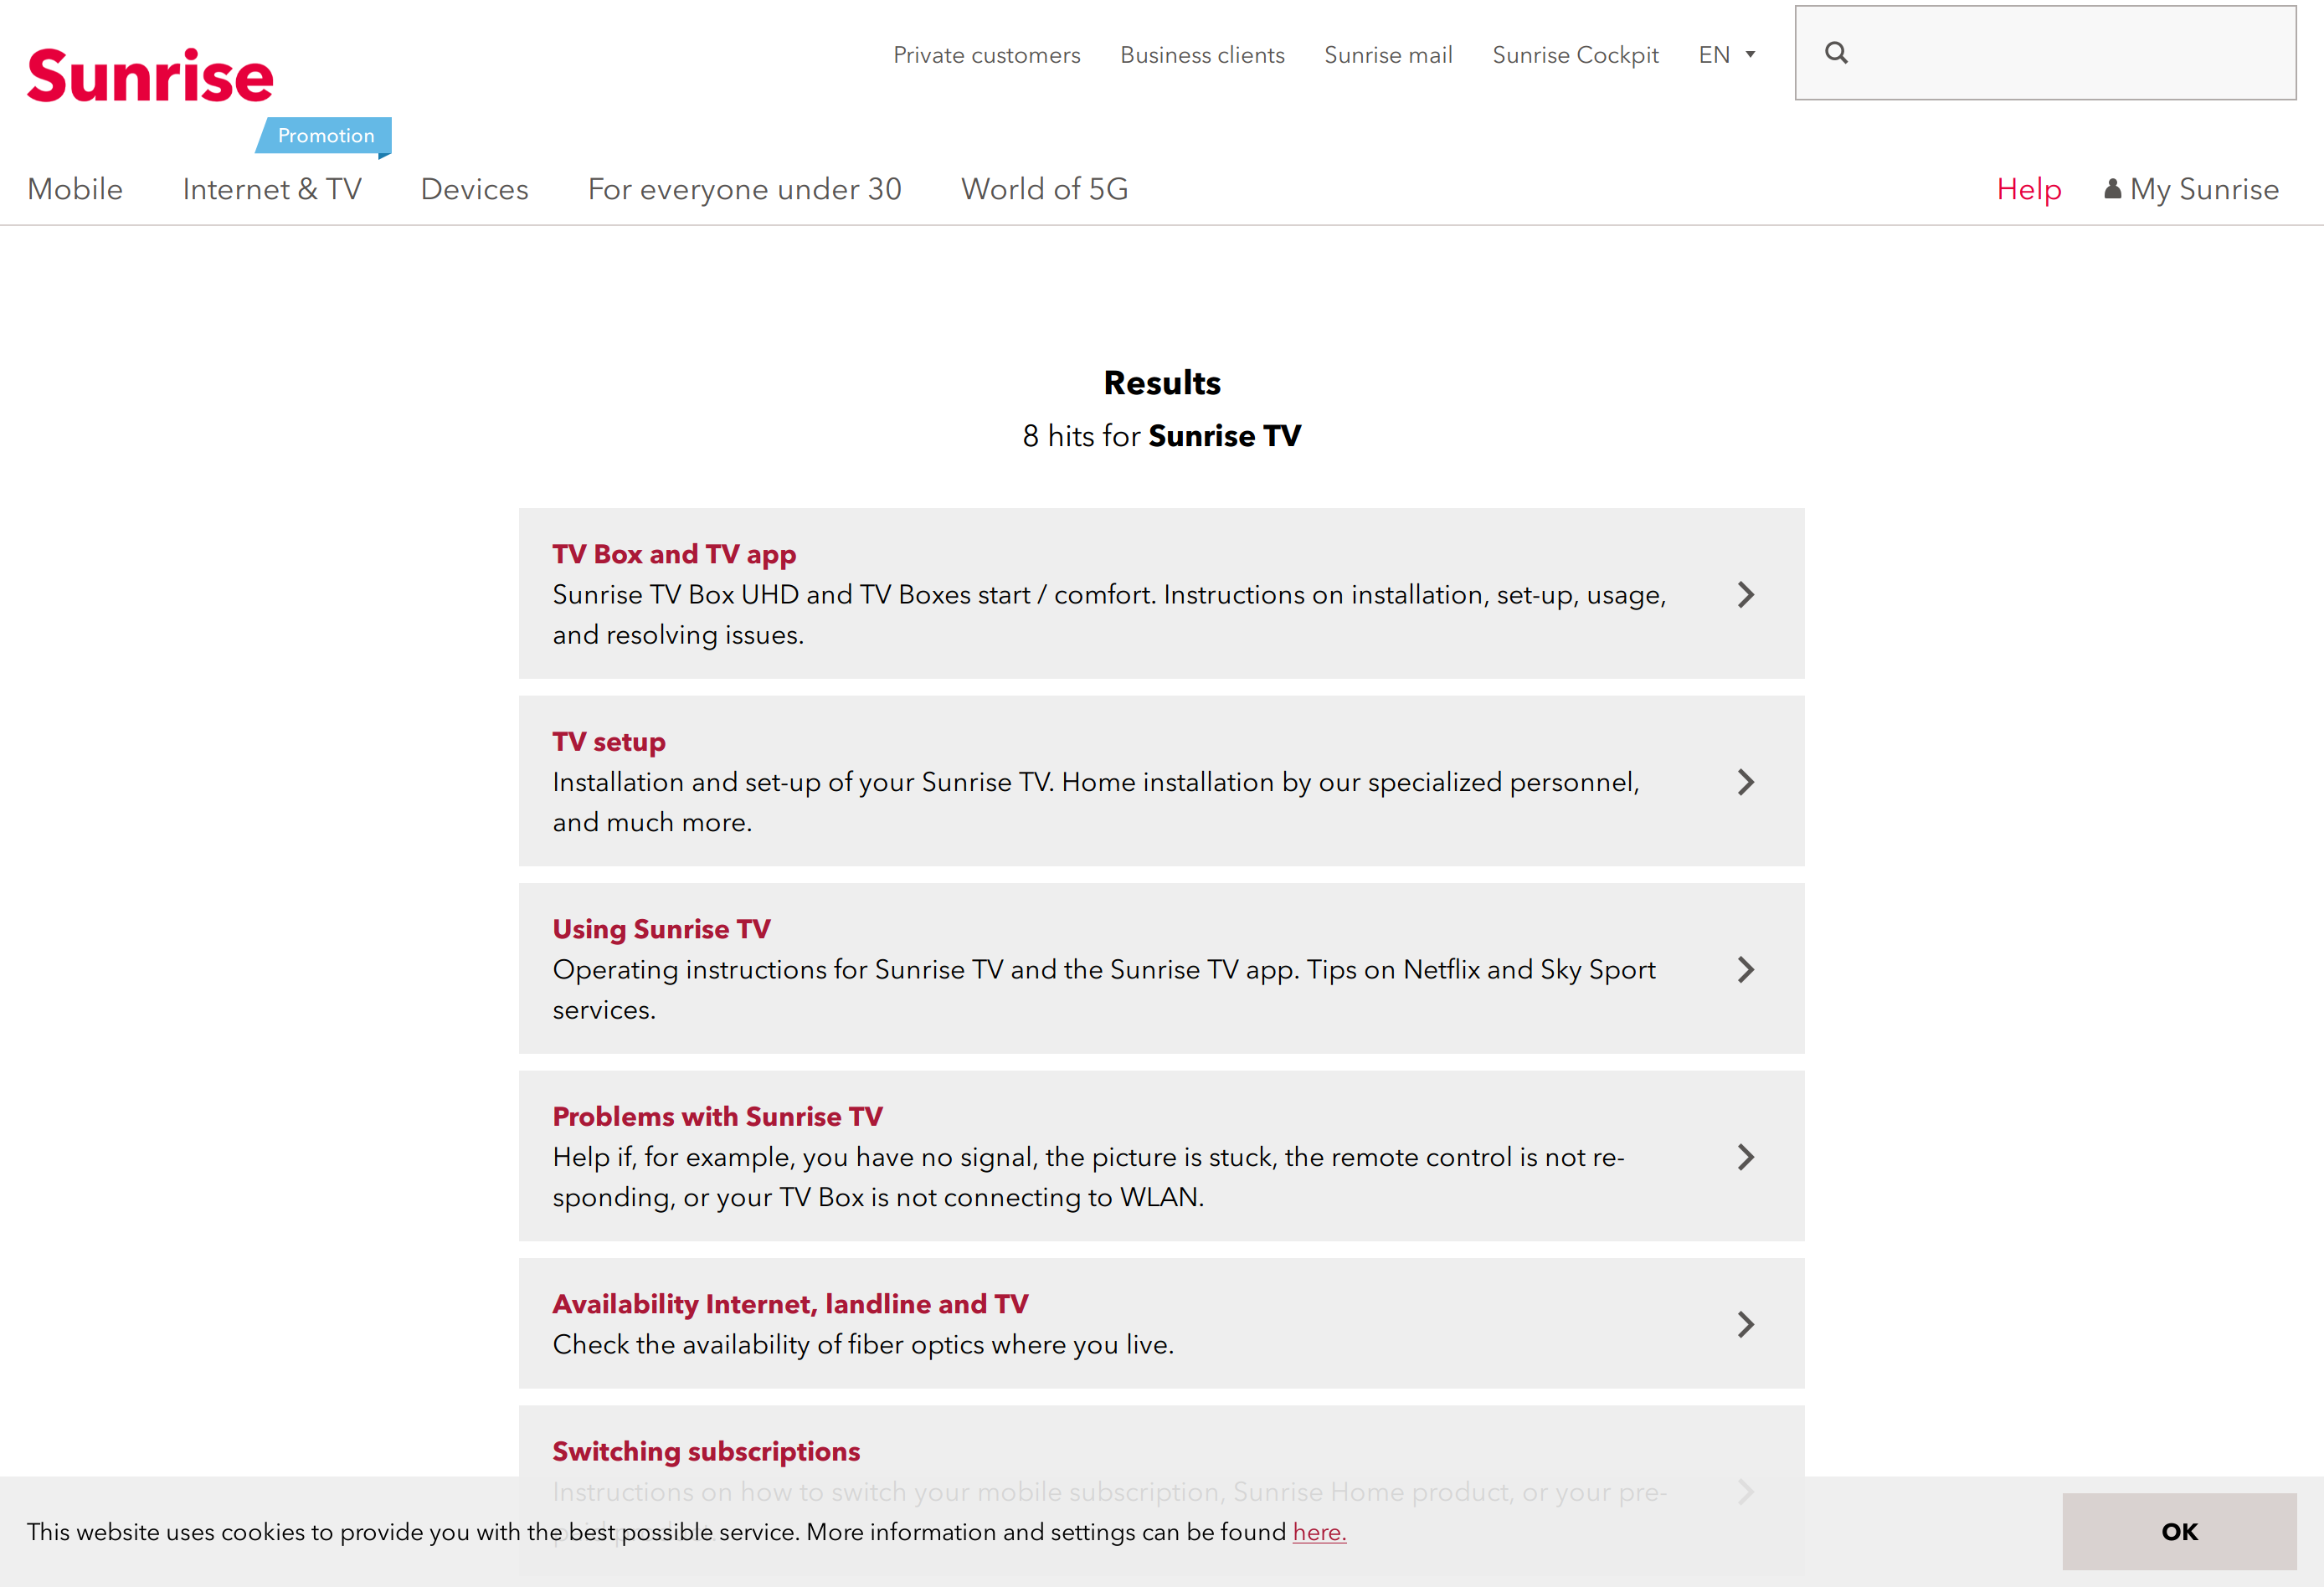 Sunrise
Private customers
Business clients
Sunrise mail
Sunrise Cockpit
EN
Promotion
Mobile
Internet & TV
Devices
For everyone under 30
World of 5G
Help
My Sunrise
Results
8 hits for Sunrise TV
TV Box and TV app
Sunrise TV Box UHD and TV Boxes start / comfort. Instructions on installation, set-up, usage,
and resolving issues.
TV setup
Installation and set-up of your Sunrise TV. Home installation by our specialized personnel,
and much more.
Using Sunrise TV
Operating instructions for Sunrise TV and the Sunrise TV app. Tips on Netflix and Sky Sport
services.
Problems with Sunrise TV
Help if, for example, you have no signal, the picture is stuck, the remote control is not re-
sponding, or your TV Box is not connecting to WLAN.
Availability Internet, landline and TV
Check the availability of fiber optics where you live.
Switching subscriptions
Instructions on how to switch your mobile subscription, Sunrise Home product, or your pre-
This website uses cookies to provide you with the best possible service. More information and settings can be found here.
OK